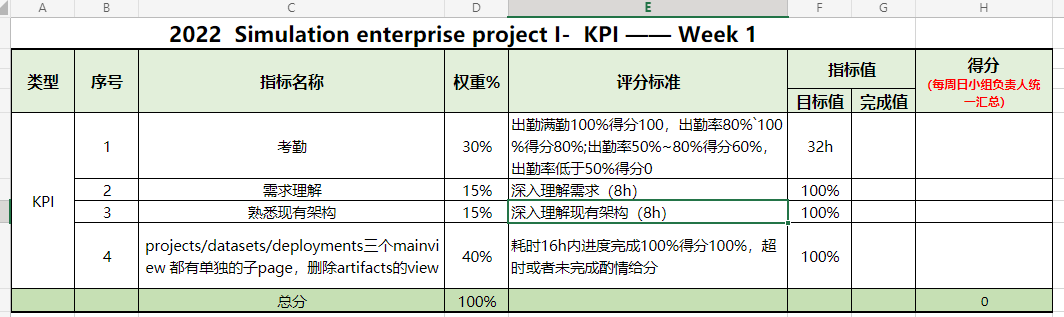 A B C D E F G H
2022 Simulation enterprise project I- KPI —— Week 1
类型 序号 指标名称 权重% 评分标准 指标值 得分
(每周日小组负责人统
一汇总)
目标值 完成值
KPI
1 考勤 30% 出勤满勤100%得分100，出勤率80%`100
%得分80%;出勤率50%~80%得分60%，
出勤率低于50%得分0
32h
2 需求理解 15% 深入理解需求（8h） 100%
3 熟悉现有架构 15% 深入理解现有架构（8h） 100%
4 projects/datasets/deployments三个mainvi
ew 都有单独的子page，删除artifacts的view
40% 耗时16h内进度完成100%得分100%，超
时或者未完成酌情给分
100%
总分 100% 0